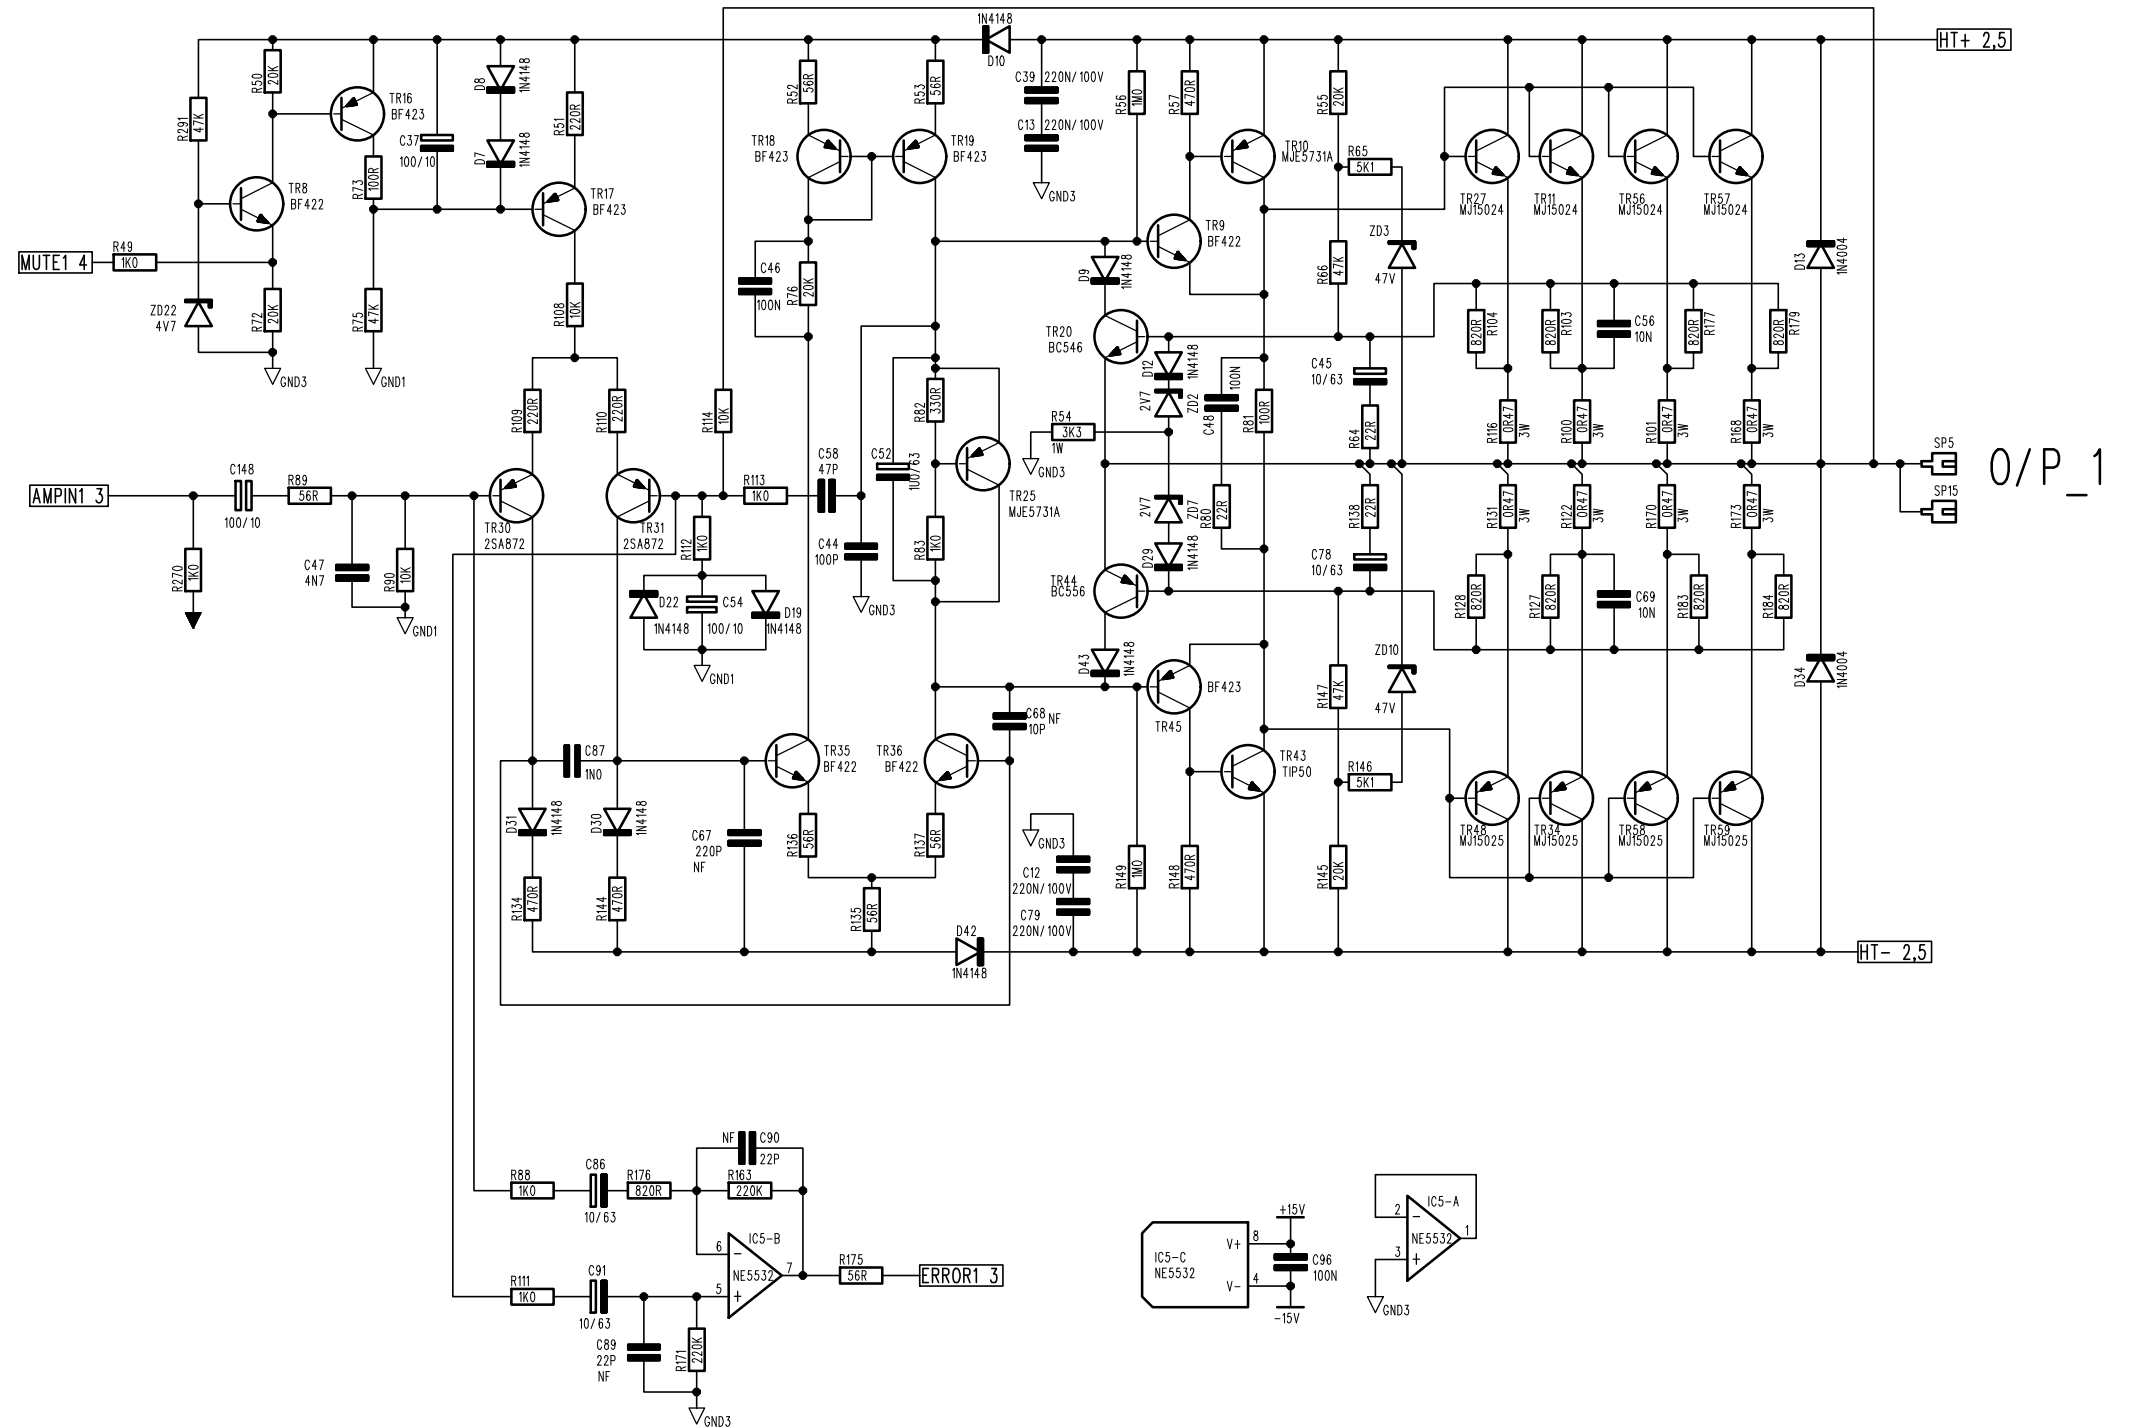 1N4148
D10
HT+ 2,5
R50 20K
R291 47K
TR16
BF423
C37
100/10
D8 1N4148
D7 1N4148
R51 220R
R73 100R
TR8
BF422
TR17
BF423
MUTE1 4
R49
1K0
ZD22
4V7
R72 20K
GND3
R75 47K
GND1
R108 10K
R52 56R
R53 56R
TR18
BF423
TR19
BF423
C39 220N/100V
C13 220N/100V
GND3
R56 1M0
R57 470R
TR10
MJE5731A
TR9
BF422
R55 20K
R65
5K1
R66 47K
ZD3
47V
TR27
MJ15024
TR11
MJ15024
TR56
MJ15024
TR57
MJ15024
D13 1N4004
C46
100N
R76 20K
D9 1N4148
TR20
BC546
D12 1N4148
2V7 ZD2
C48 100N
R81 100R
C45
10/63
R64 22R
820R R104
820R R103
C56
10N
820R R177
820R R179
R109 220R
R110 220R
R114 10K
R82 330R
R54
3K3
1W
GND3
R116 0R47 3W
R100 0R47 3W
R101 0R47 3W
R168 0R47 3W
SP5
SP15
O/P_1
AMPIN1 3
C148
100/10
R89
56R
R270 1K0
C47
4N7
R90 10K
GND1
TR30
2SA872
TR31
2SA872
R113
1K0
C58
47P
C52
100/63
TR25
MJE5731A
R112 1K0
C44
100P
GND3
R83 1K0
D22
1N4148
C54
100/10
D19
1N4148
GND1
2V7 ZD7
R80 22R
D29 1N4148
TR44
BC556
R138 22R
C78
10/63
R131 0R47 3W
R122 0R47 3W
R170 0R47 3W
R173 0R47 3W
R128 820R
R127 820R
C69
10N
R183 820R
R184 820R
D43 1N4148
BF423
TR45
R147 47K
ZD10
47V
D34 1N4004
C87
1N0
C68 NF
10P
TR35
BF422
TR36
BF422
TR43
TIP50
R146
5K1
D31 1N4148
D30 1N4148
C67
220P
NF
R136 56R
R137 56R
GND3
C12
220N/100V
C79
220N/100V
R149 1M0
R148 470R
R145 20K
TR48
MJ15025
TR34
MJ15025
TR58
MJ15025
TR59
MJ15025
R134 470R
R144 470R
R135 56R
D42
1N4148
HT- 2,5
NF C90
22P
R88
1K0
C86
10/63
R176
820R
R163
220K
IC5-B
6
-
NE5532
7
5
+
R175
56R
ERROR1 3
R111
1K0
C91
10/63
C89
22P
NF
R171 220K
GND3
+15V
IC5-C
NE5532
V+
8
V-
4
C96
100N
-15V
IC5-A
2
-
NE5532
1
3
+
GND3